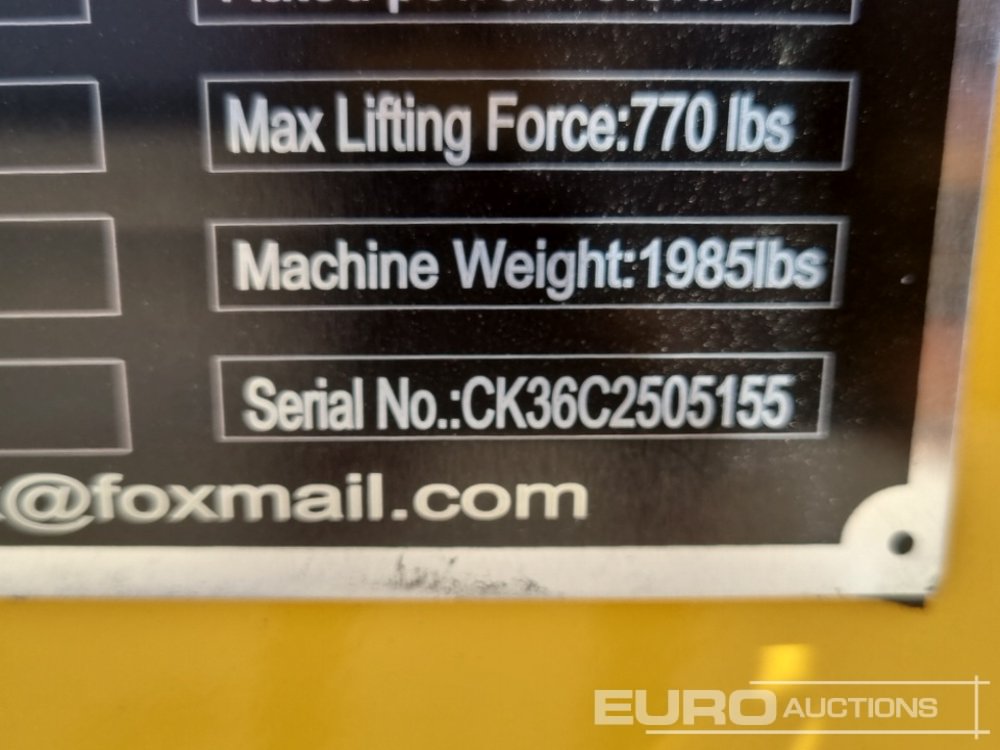 Max Lifting Force:770 lbs
Machine Weight:1985lbs
Serial No.:CK36C2505155
@foxmail.com
EURO AUCTIONS